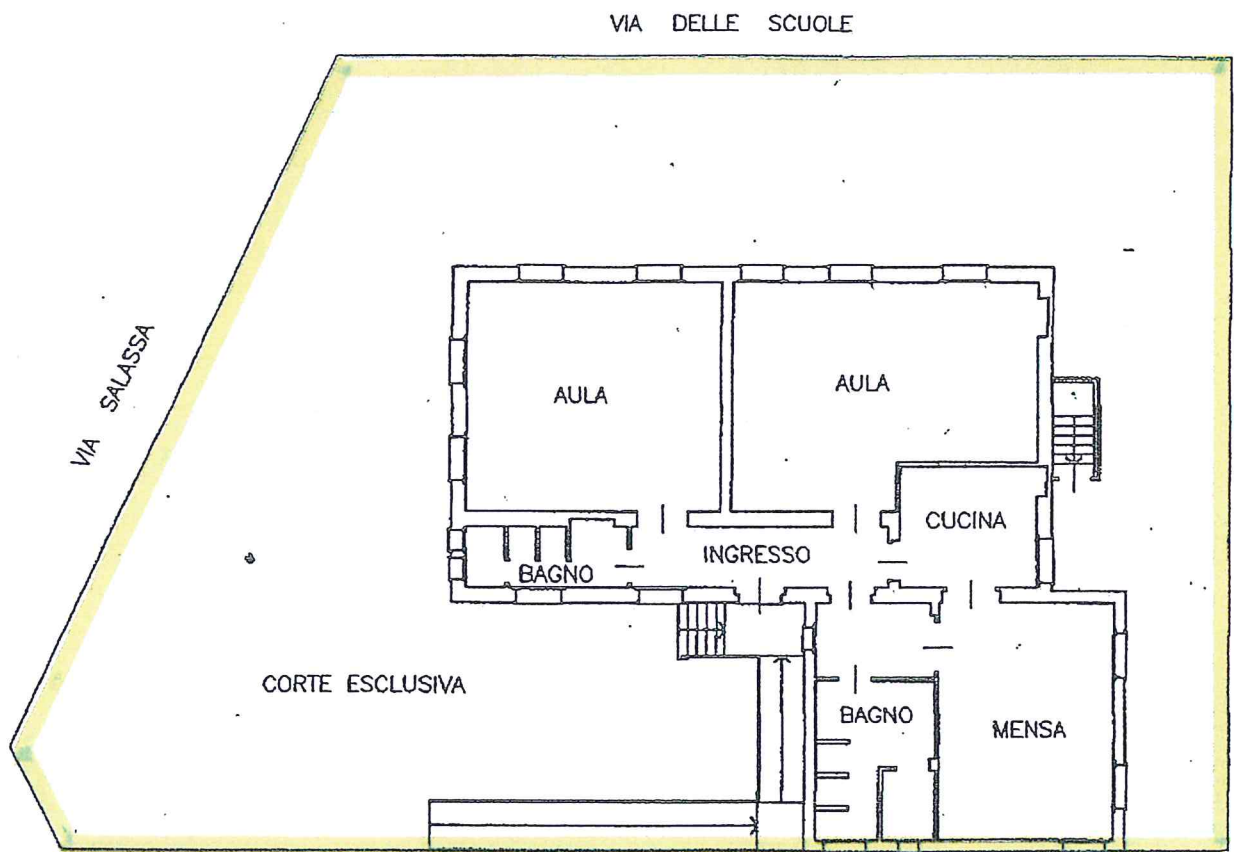 VIA DELLE SCUOLE
VIA SALASSA
AULA
AULA
CUCINA
INGRESSO
BAGNO
CORTE ESCLUSIVA
BAGNO
MENSA